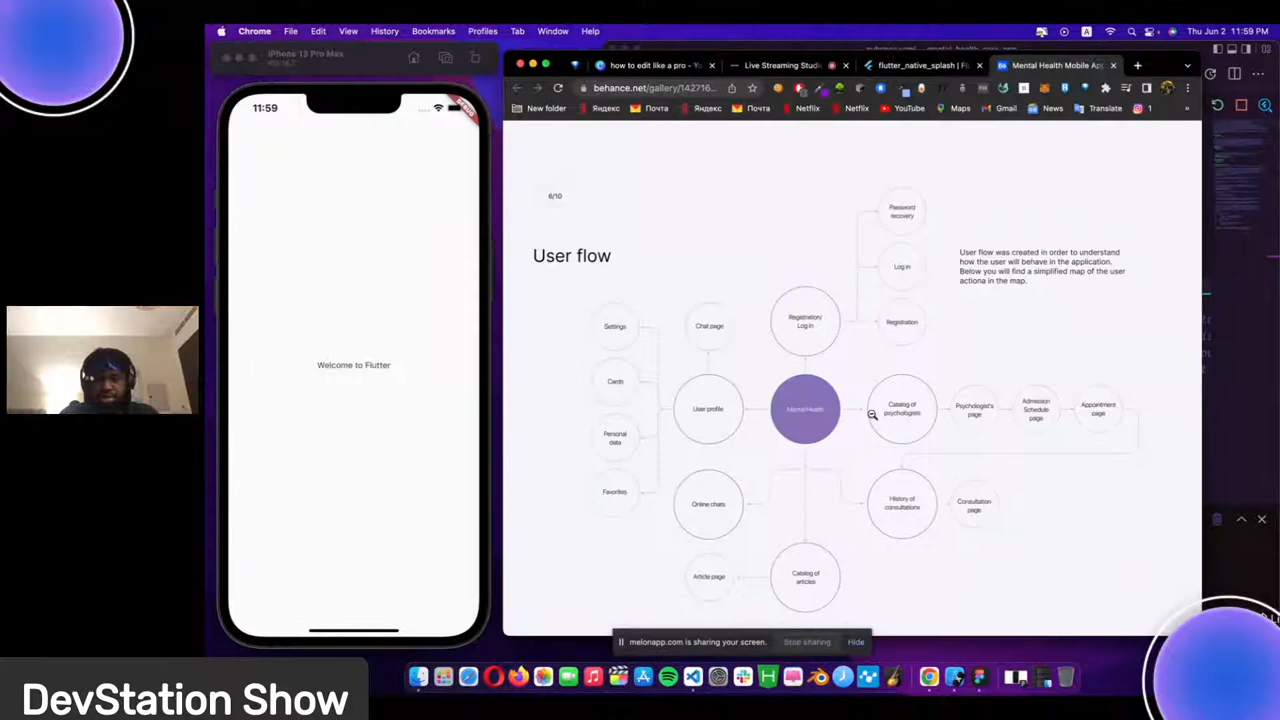 Chrome File Edit View History Bookmarks Profiles Tab Window Help
Thu Jun 2 11:59 PM
iPhone 13 Pro Max
how to edit like a pro - Yo
Live Streaming Studi
flutter_native_splash | Fl
Mental Health Mobile App
behance.net/gallery/142716...
New folder Яндекс Почта Яндекс Почта Netflix Netflix YouTube Maps Gmail News Translate
11:59
Welcome to Flutter
6/10
User flow
User flow was created in order to understand
how the user will behave in the application.
Below you will find a simplified map of the user
actiona in the map.
Password
recovery
Log in
Registration
Registration/
Log in
Settings
Chat page
Cards
User profile
Mental Health
Catalog of
psychologists
Psychologist's
page
Admission
Schedule
page
Appointment
page
Personal
data
Favorites
Online chats
History of
consultations
Consultation
page
Article page
Catalog of
articles
melonapp.com is sharing your screen.
Stop sharing
Hide
DevStation Show